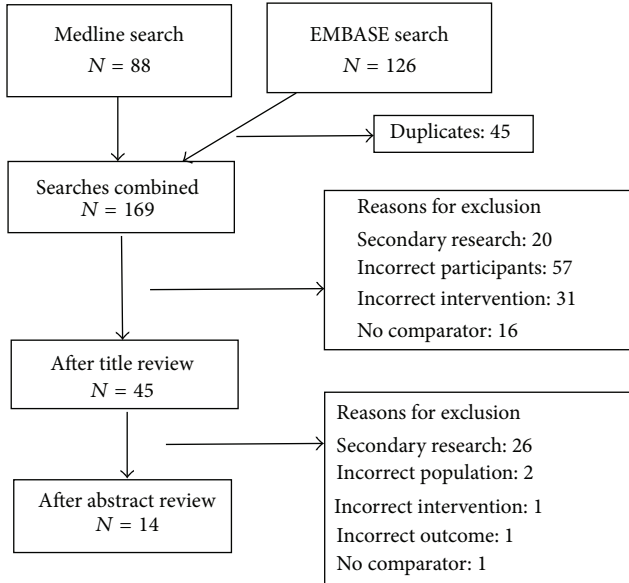 Medline search
N = 88
EMBASE search
N = 126
Duplicates: 45
Searches combined
N = 169
Reasons for exclusion
Secondary research: 20
Incorrect participants: 57
Incorrect intervention: 31
No comparator: 16
After title review
N = 45
Reasons for exclusion
Secondary research: 26
Incorrect population: 2
Incorrect intervention: 1
Incorrect outcome: 1
No comparator: 1
After abstract review
N = 14